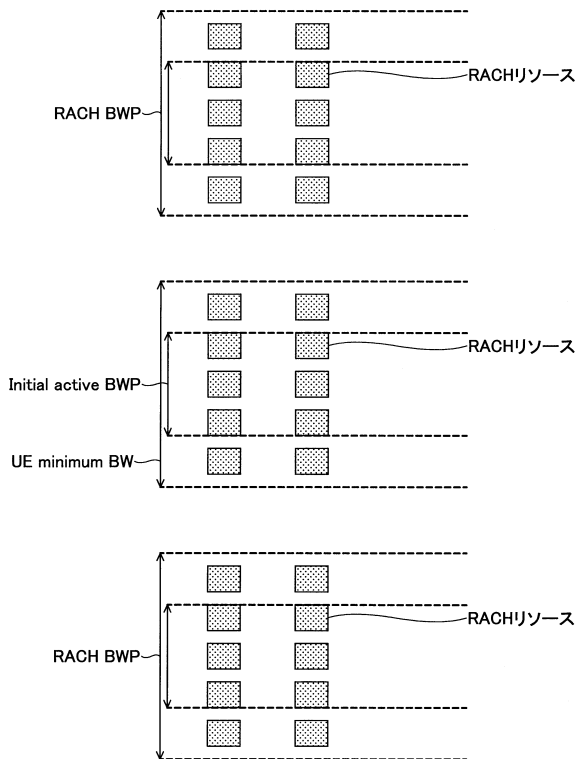 RACHリソース
RACH BWP
RACHリソース
Initial active BWP
UE minimum BW
RACHリソース
RACH BWP